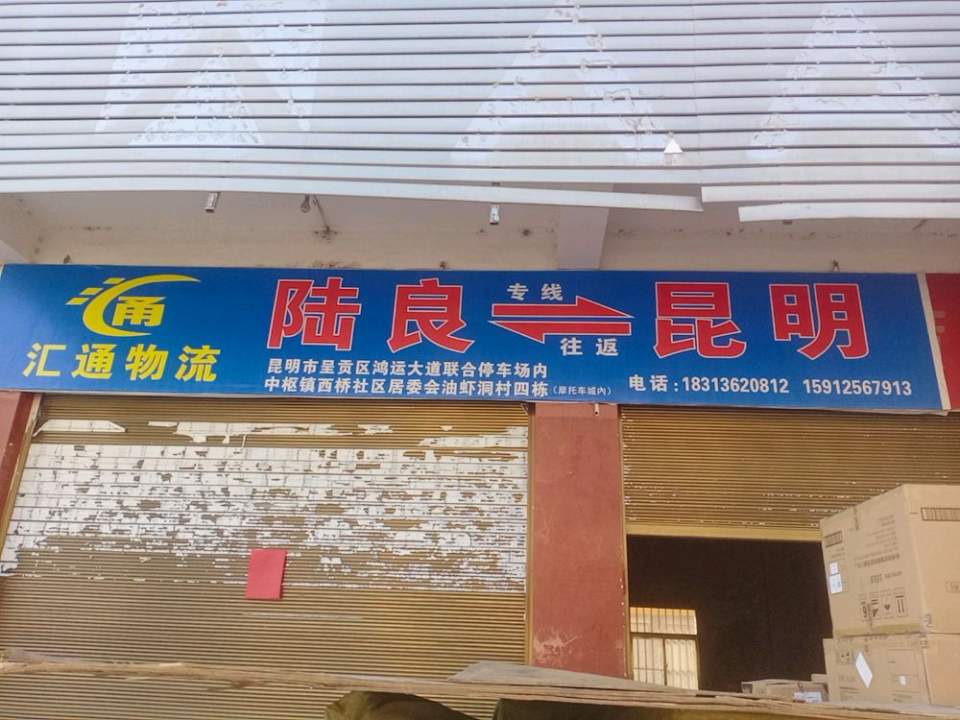 甬
汇通物流
陆良 专线 往返 昆明
昆明市呈贡区鸿运大道联合停车场内
中枢镇西桥社区居委会油虾洞村四栋（摩托车城内）
电话：18313620812 15912567913